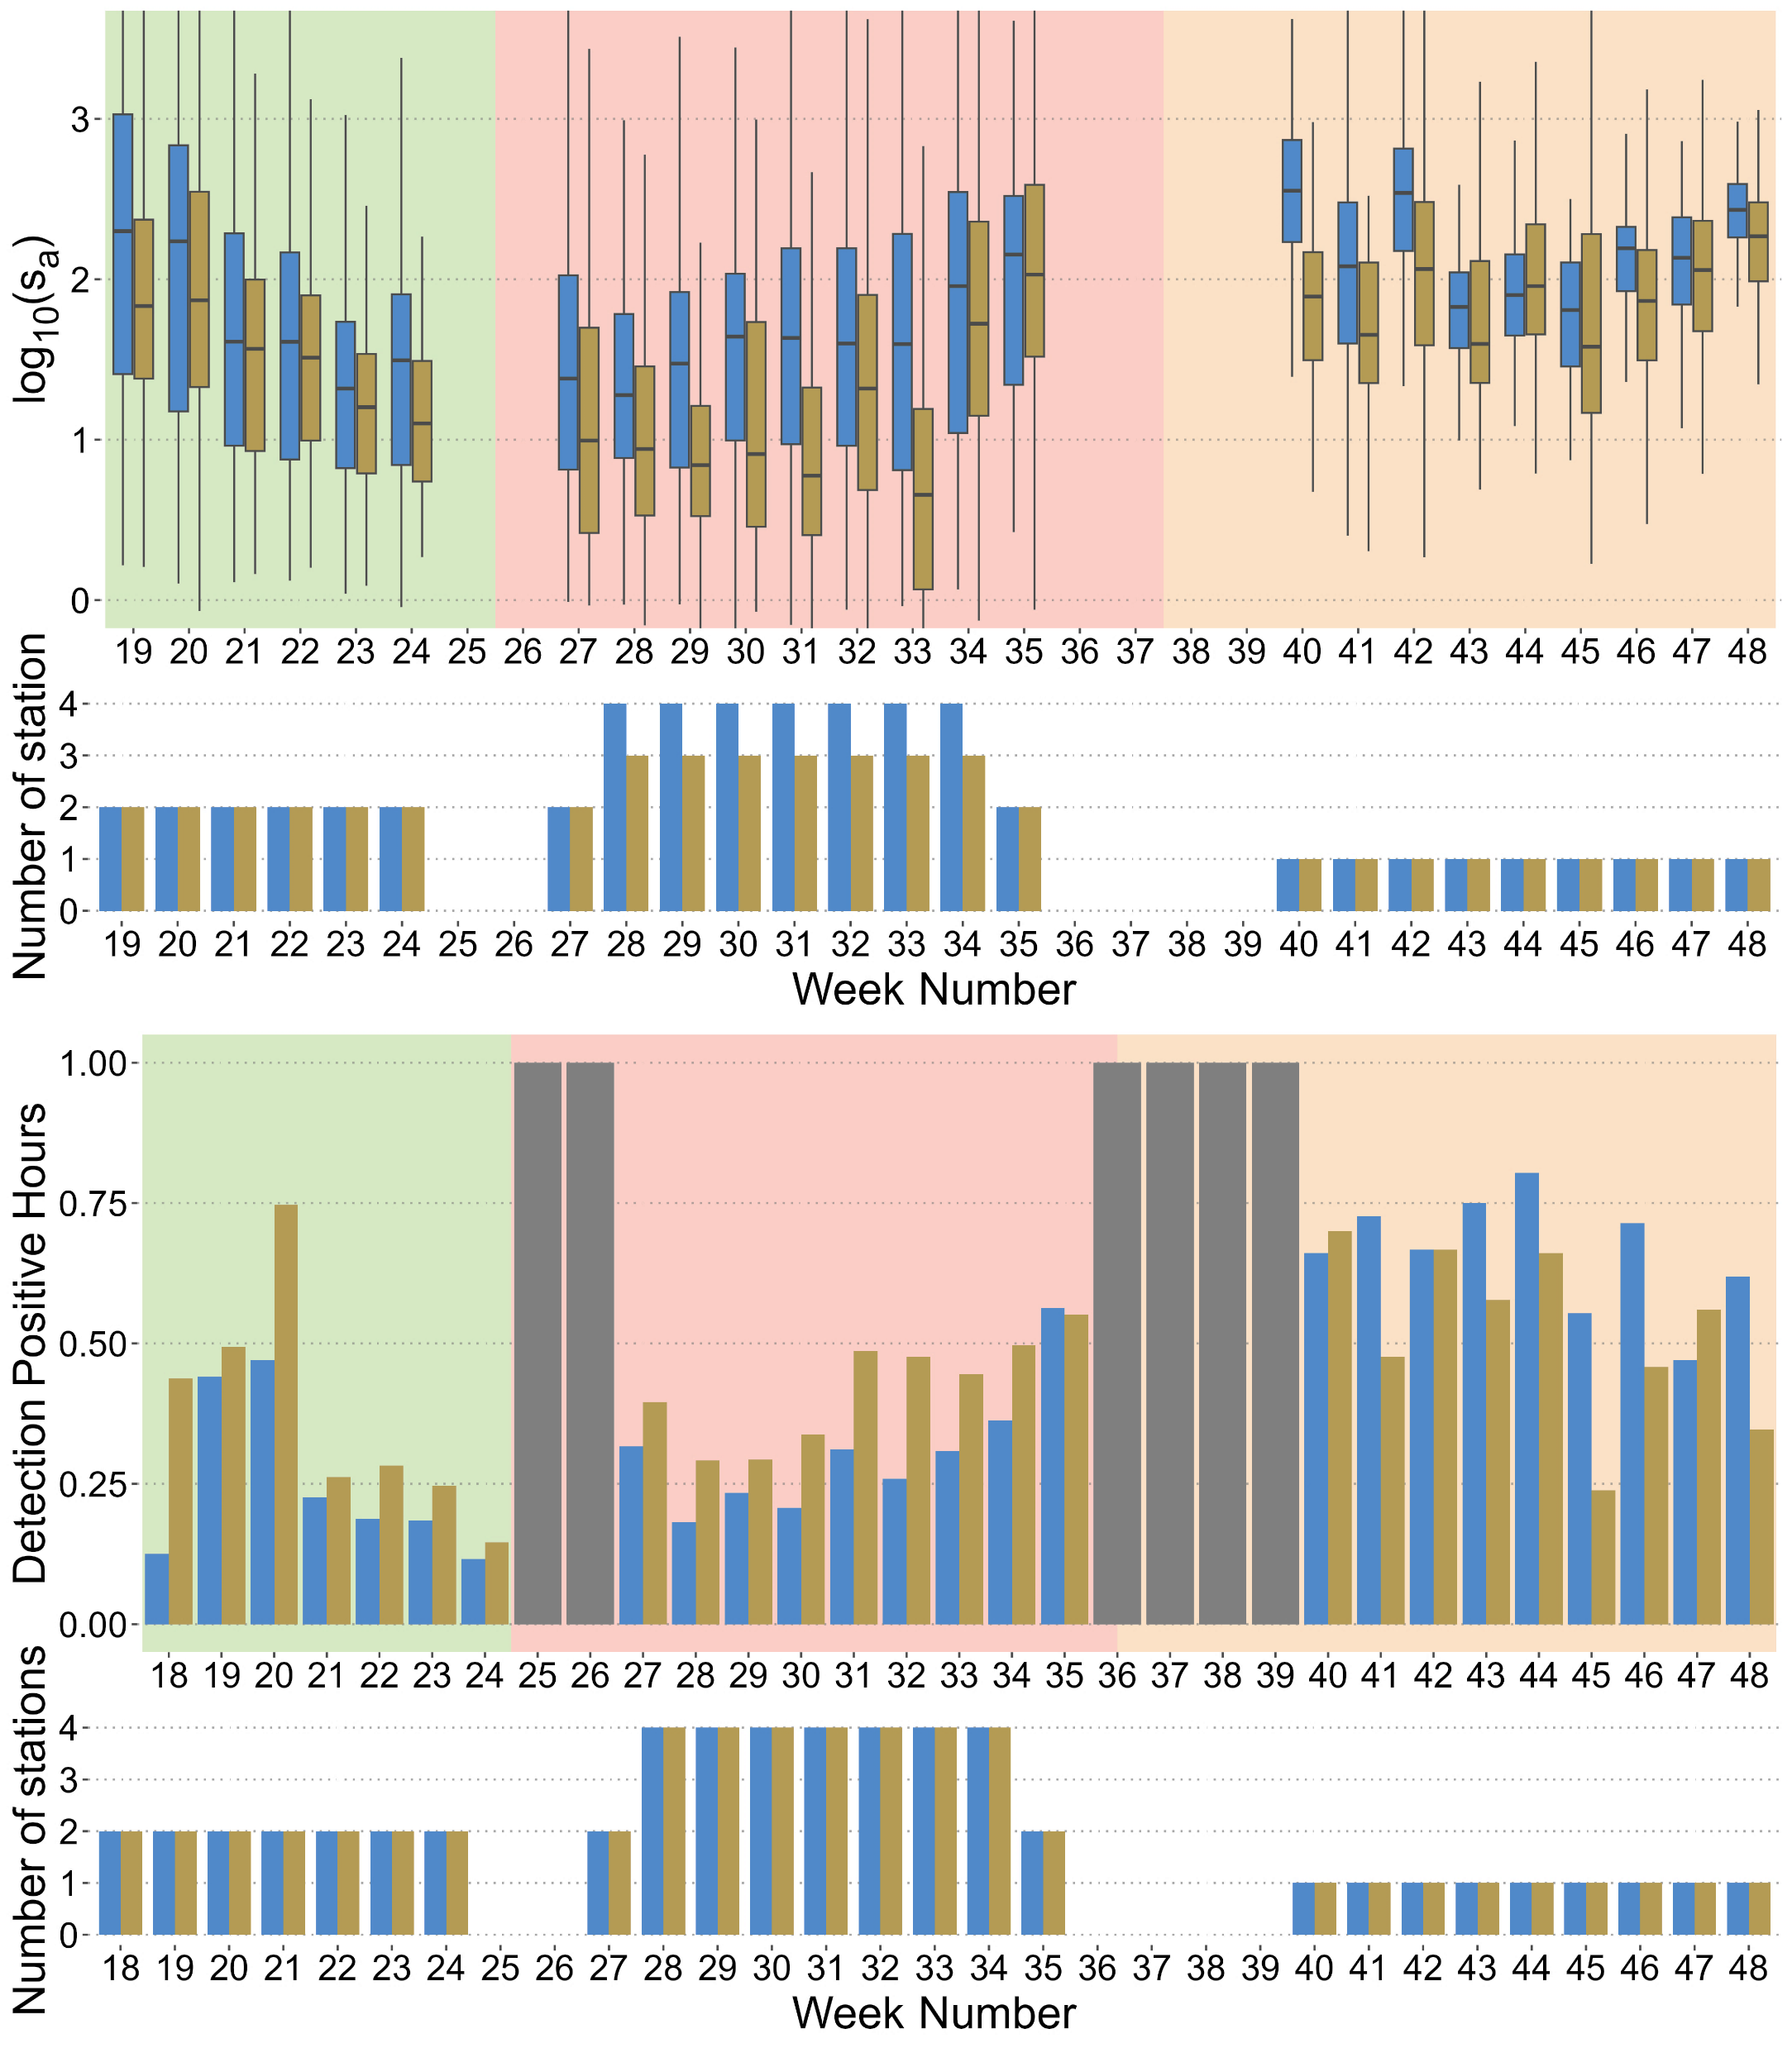 log10(sa)
3
2
1
0
19 20 21 22 23 24 25 26 27 28 29 30 31 32 33 34 35 36 37 38 39 40 41 42 43 44 45 46 47 48
Number of station
4
3
2
1
0
19 20 21 22 23 24 25 26 27 28 29 30 31 32 33 34 35 36 37 38 39 40 41 42 43 44 45 46 47 48
Week Number
Detection Positive Hours
1.00
0.75
0.50
0.25
0.00
18 19 20 21 22 23 24 25 26 27 28 29 30 31 32 33 34 35 36 37 38 39 40 41 42 43 44 45 46 47 48
Number of stations
4
3
2
1
0
18 19 20 21 22 23 24 25 26 27 28 29 30 31 32 33 34 35 36 37 38 39 40 41 42 43 44 45 46 47 48
Week Number